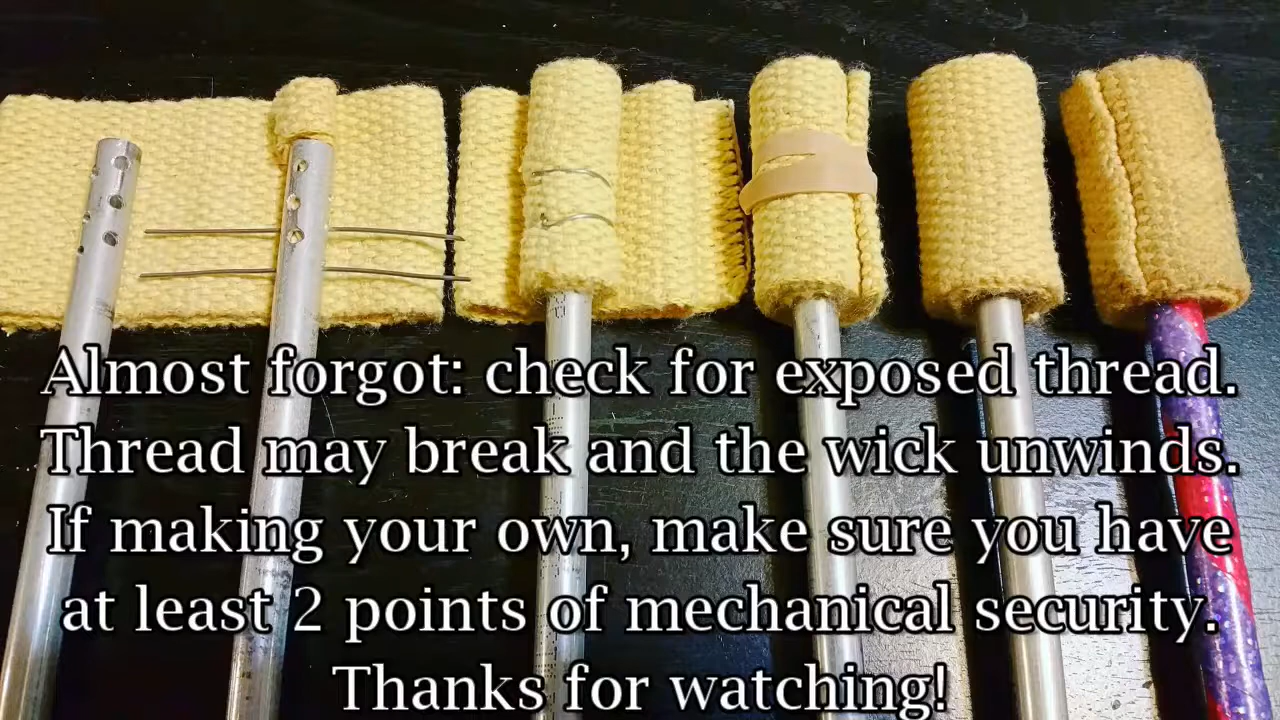 Almost forgot: check for exposed thread.
Thread may break and the wick unwinds.
If making your own, make sure you have
at least 2 points of mechanical security.
Thanks for watching!